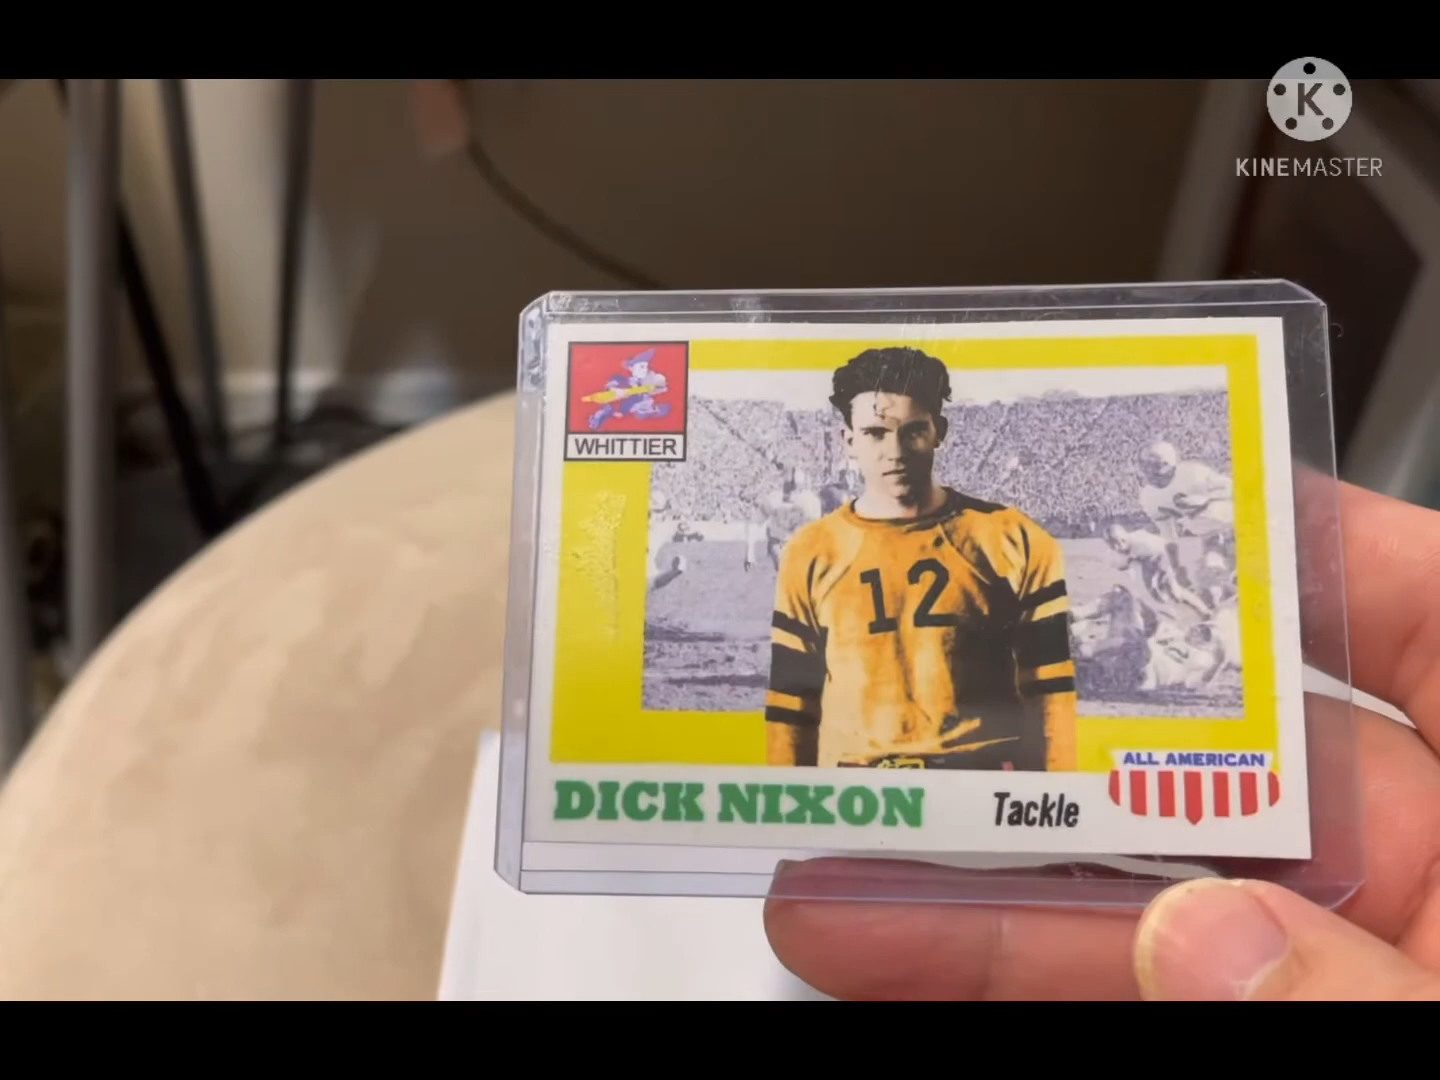 K
KINEMASTER
WHITTIER
12
ALL AMERICAN
DICK NIXON
Tackle